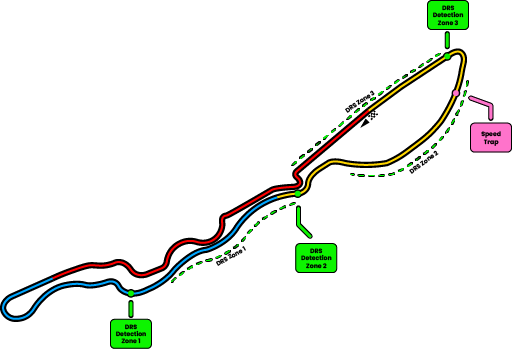 DRS
Detection
Zone 3
DRS Zone 3
Speed
Trap
DRS Zone 2
DRS Zone 1
DRS
Detection
Zone 2
DRS
Detection
Zone 1